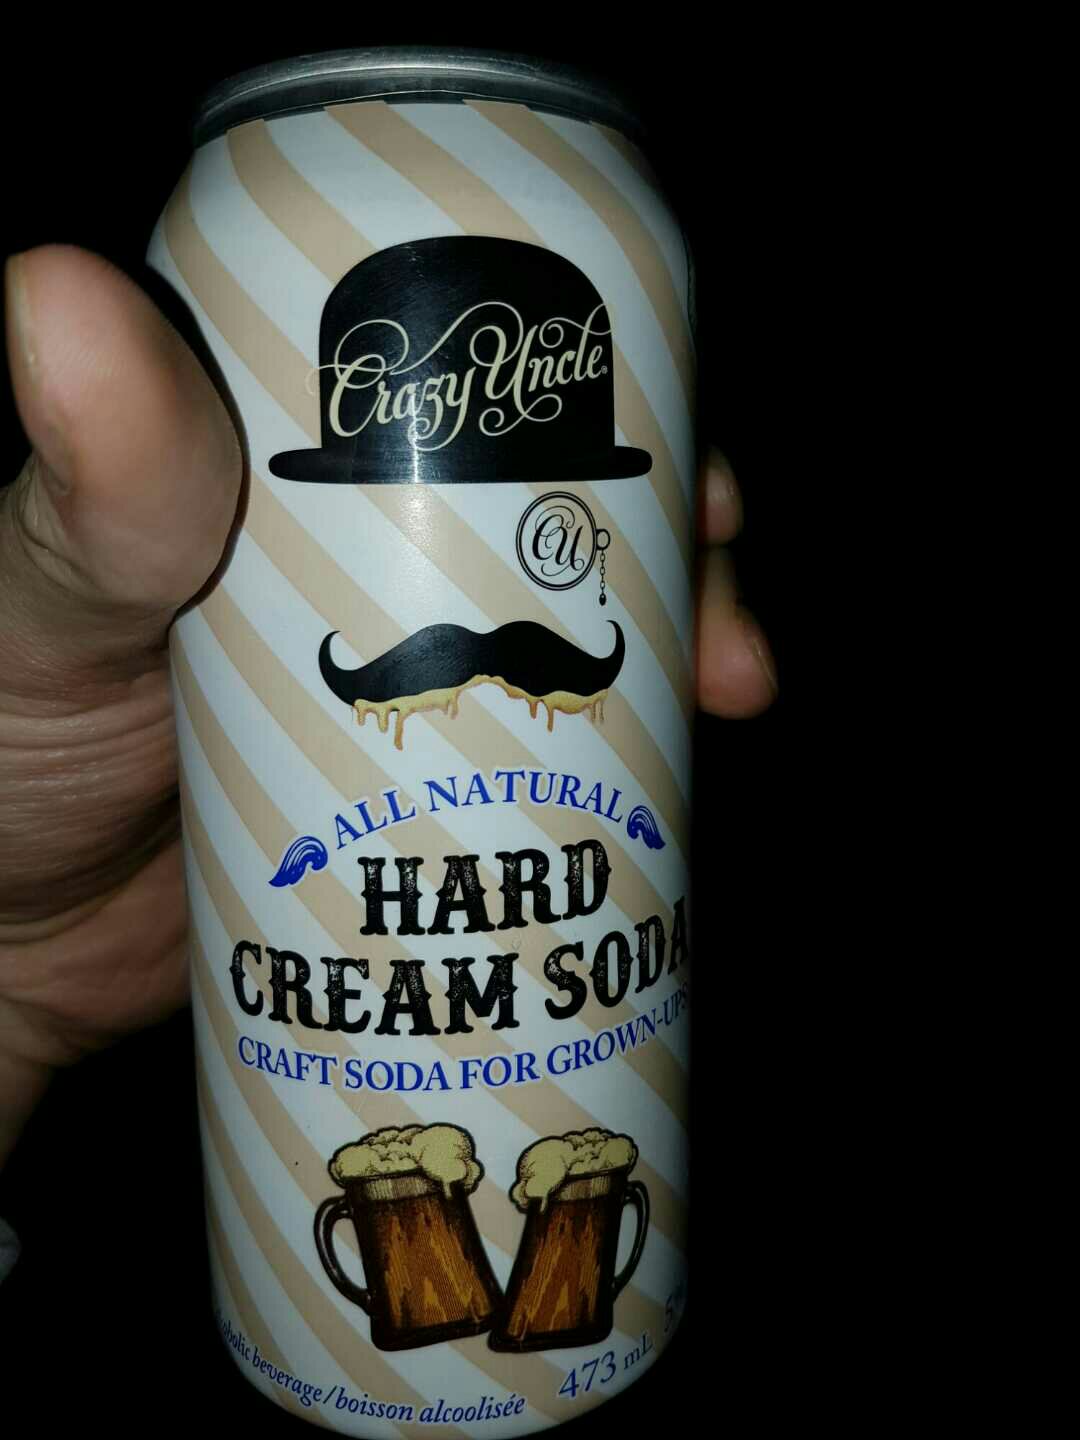 Crazy Uncle®
CU
ALL NATURAL
HARD
CREAM SODA
CRAFT SODA FOR GROWN-UPS
beverage/boisson alcoolisée
473 mL